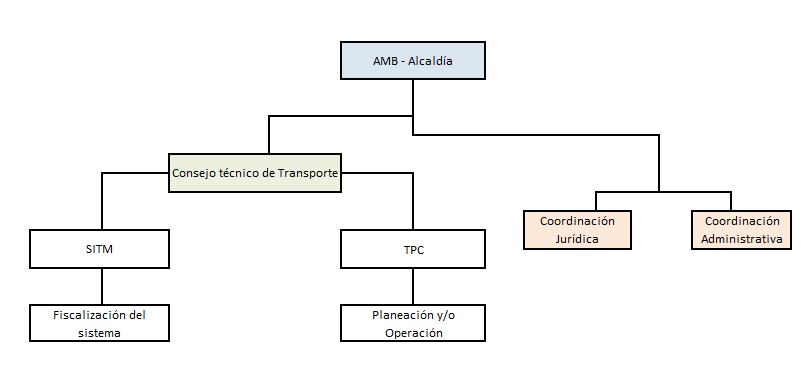 AMB - Alcaldía
Consejo técnico de Transporte
Coordinación
Jurídica
Coordinación
Administrativa
SITM
TPC
Fiscalización del
sistema
Planeación y/o
Operación